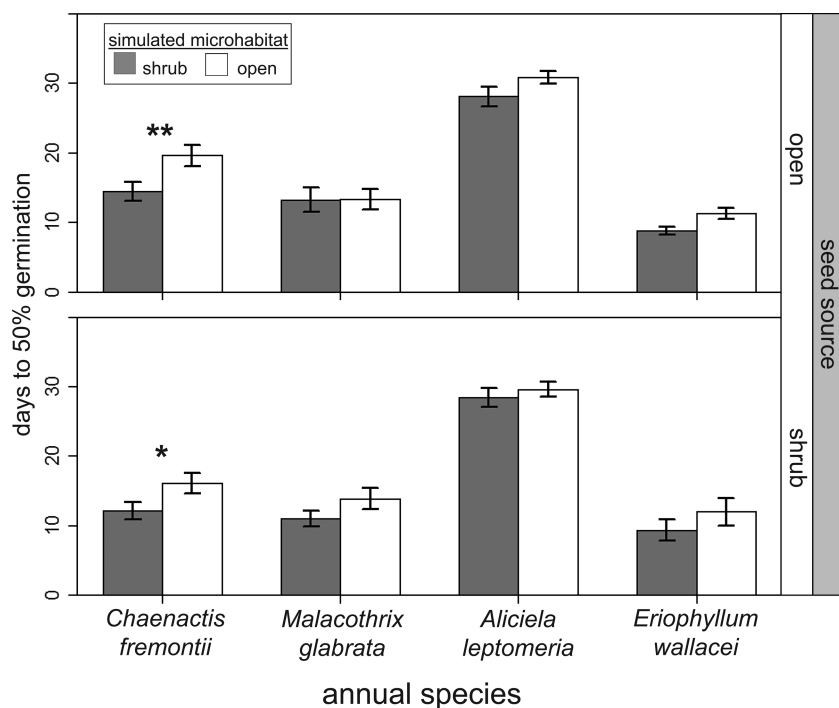 simulated microhabitat
shrub open
days to 50% germination
30
20
10
0
**
open
seed source
30
20
10
0
*
shrub
Chaenactis fremontii
Malacothrix glabrata
Aliciela leptomeria
Eriophyllum wallacei
annual species